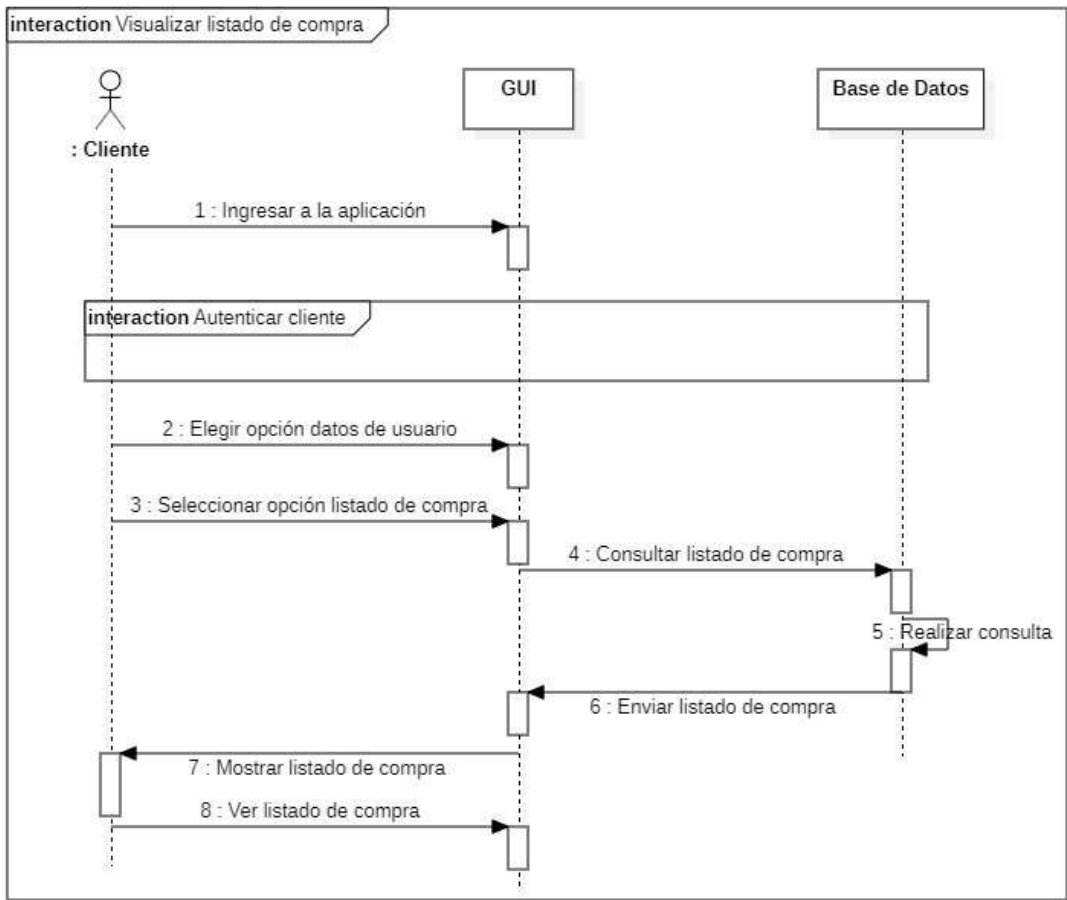 interaction Visualizar listado de compra
GUI
Base de Datos
: Cliente
1 : Ingresar a la aplicación
interaction Autenticar cliente
2 : Elegir opción datos de usuario
3 : Seleccionar opción listado de compra
4 : Consultar listado de compra
5 : Realizar consulta
6 : Enviar listado de compra
7 : Mostrar listado de compra
8 : Ver listado de compra